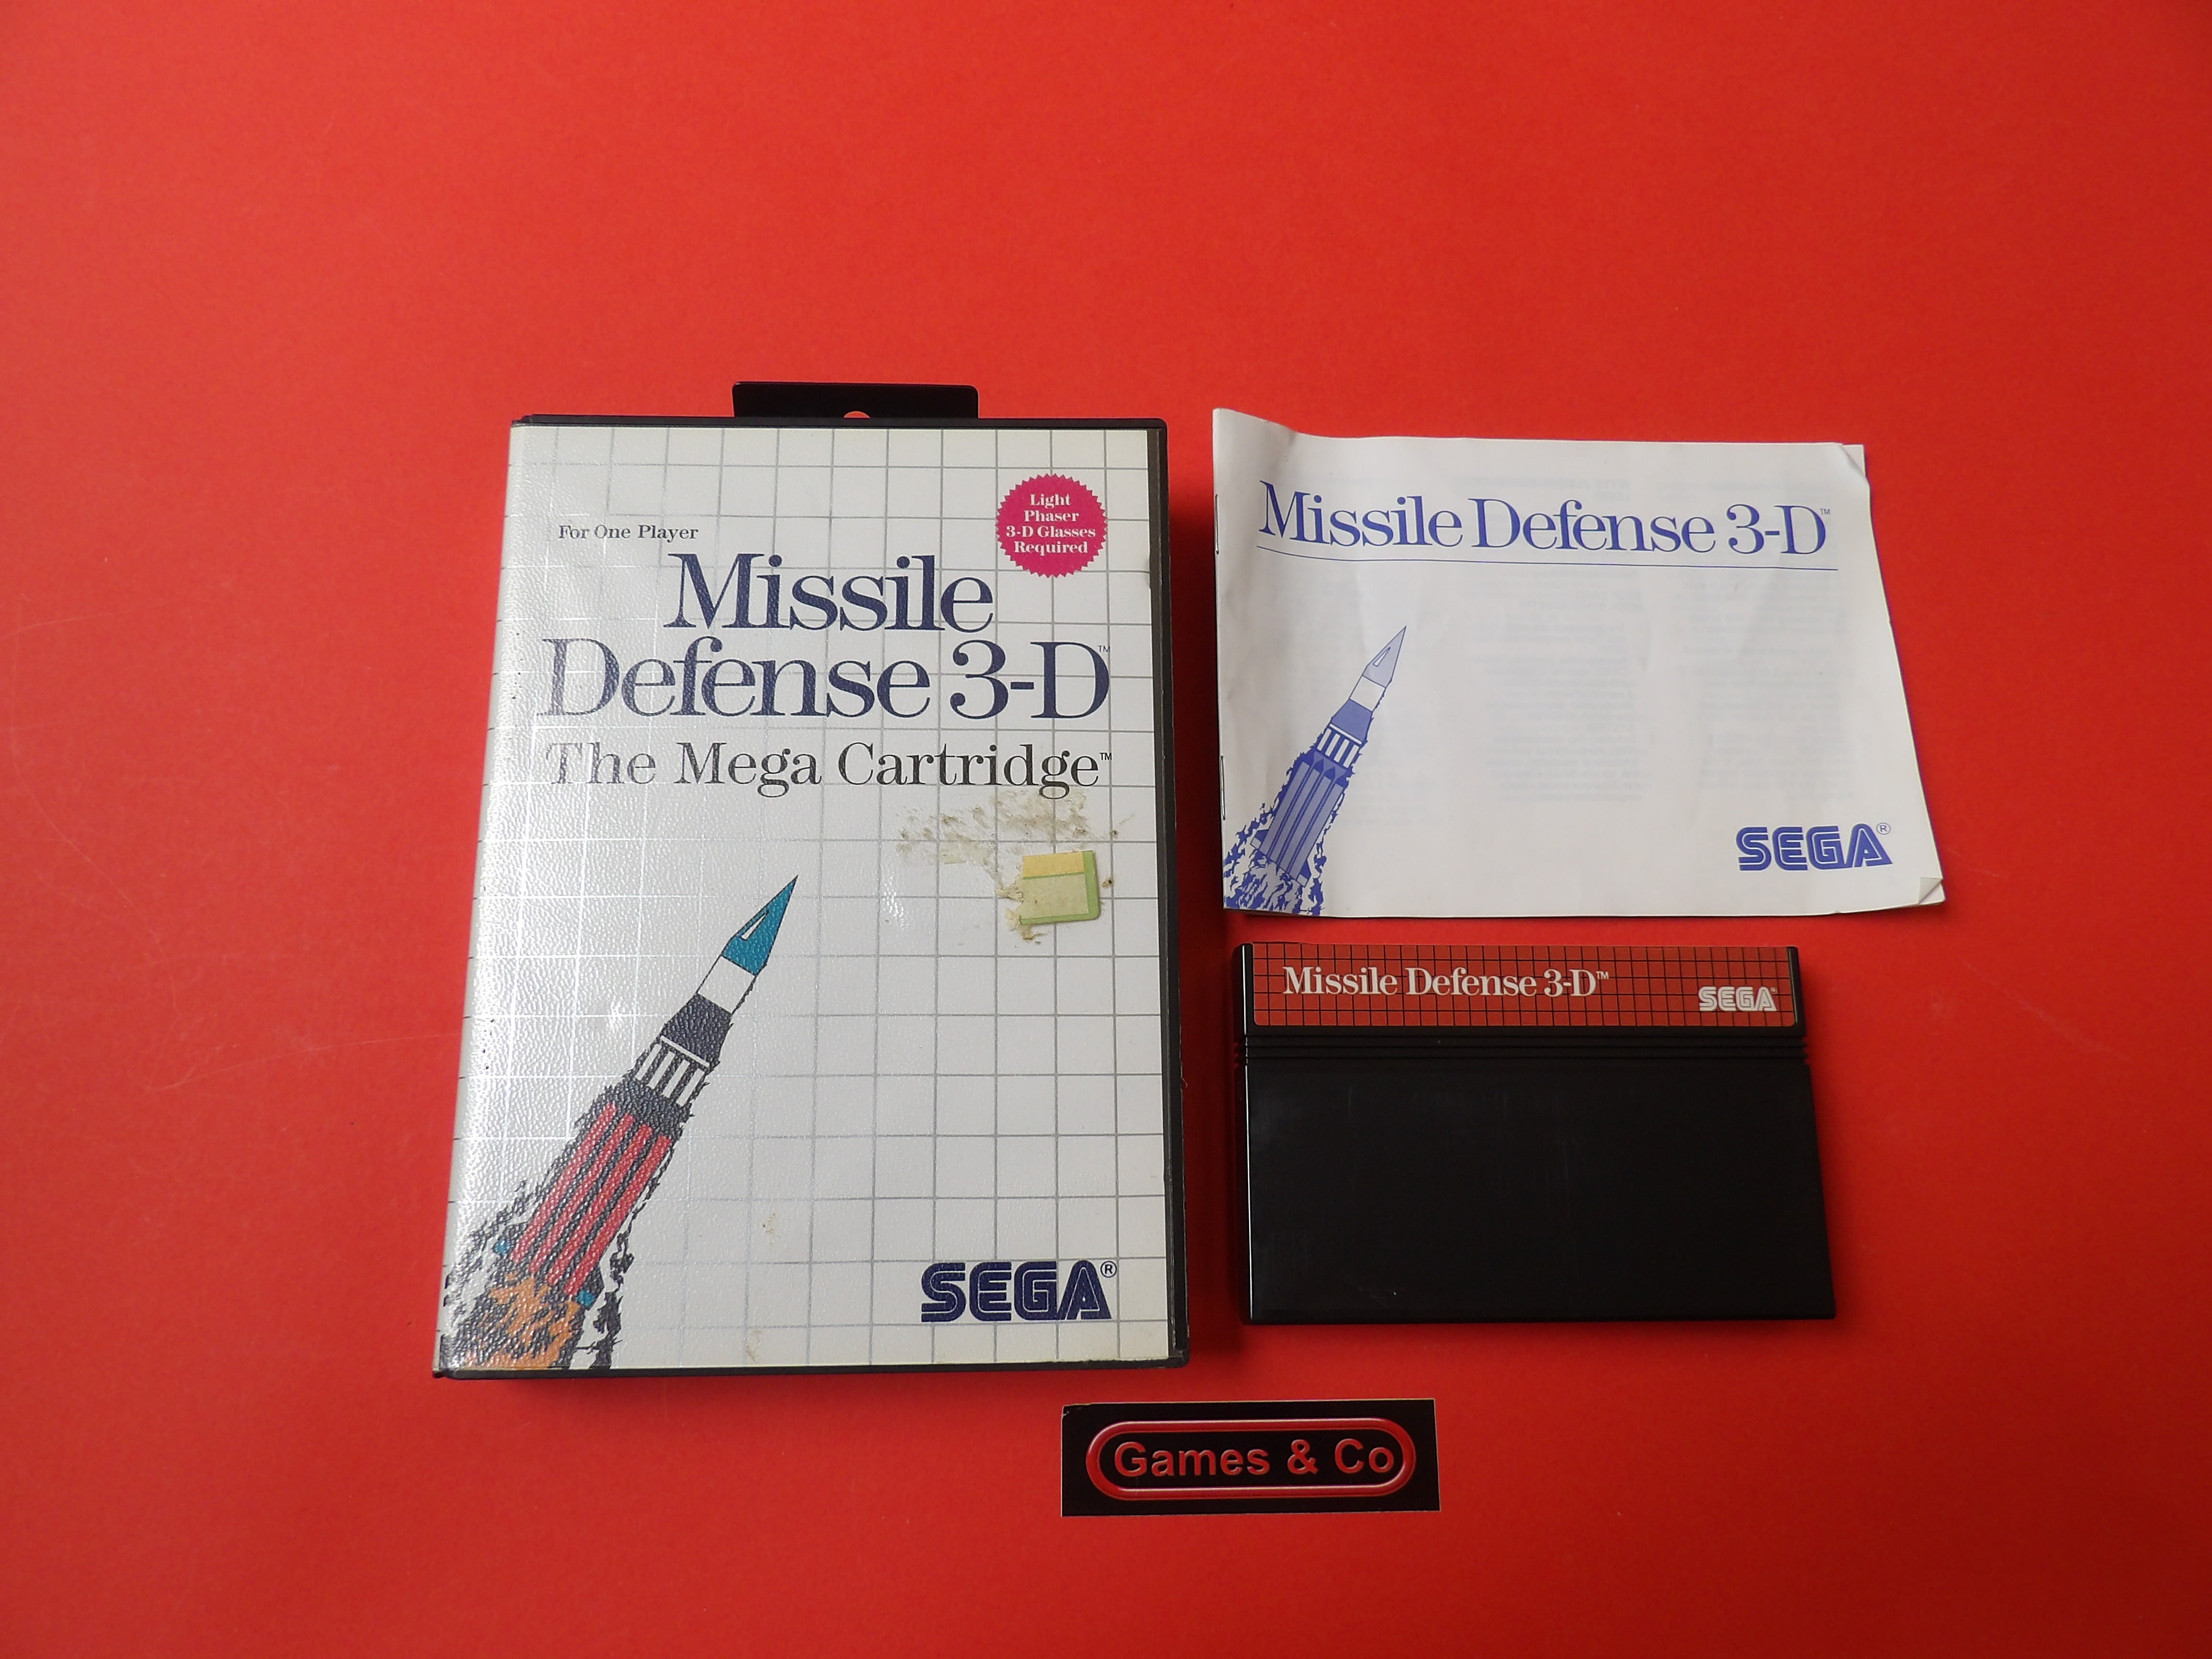 For One Player
Light
Phaser
3-D Glasses
Required
Missile
Defense 3-D™
The Mega Cartridge™
SEGA®
Missile Defense 3-D™
SEGA®
Missile Defense 3-D™
SEGA®
Games & Co